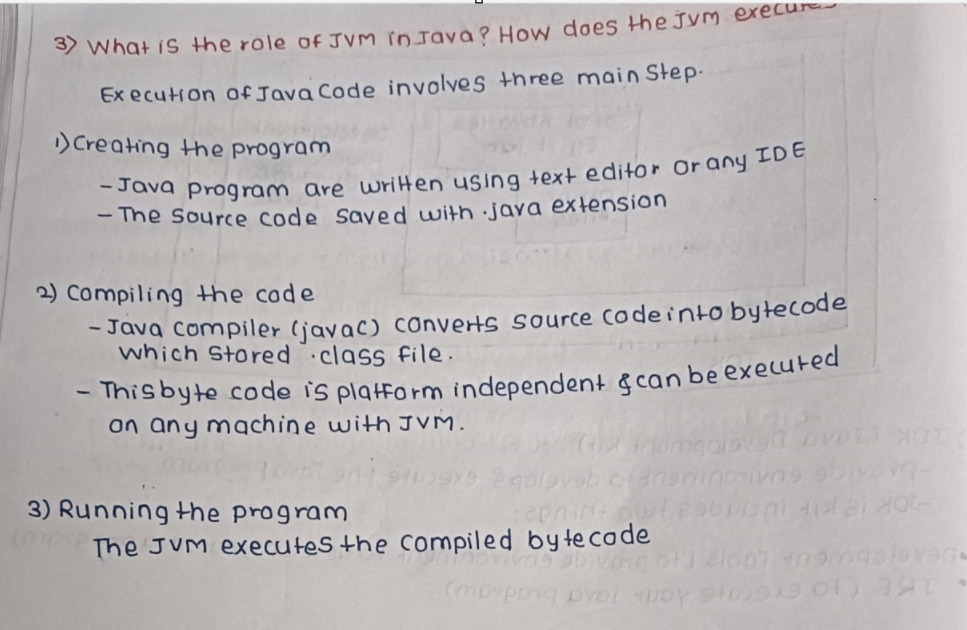 3) What is the role of JVM in Java? How does the JVM
Execution of Java Code involves three main Step.
1) Creating the program
- Java program are written using text editor or any IDE
- The source code saved with .java extension
2) Compiling the code
- Java compiler (javac) converts source code into bytecode
which stored .class file.
- This byte code is platform independent & can be executed
on any machine with JVM.
3) Running the program
The JVM executes the compiled bytecode